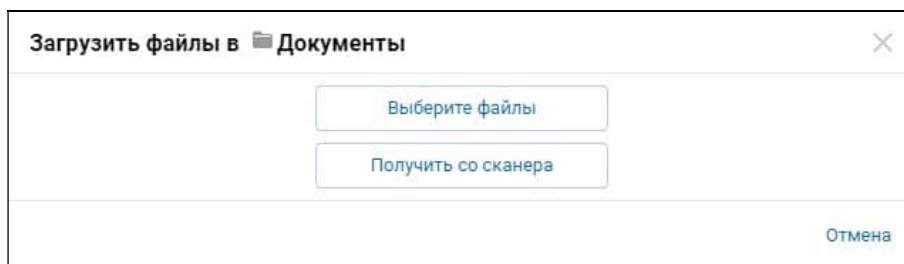 Загрузить файлы в Документы
Выберите файлы
Получить со сканера
Отмена